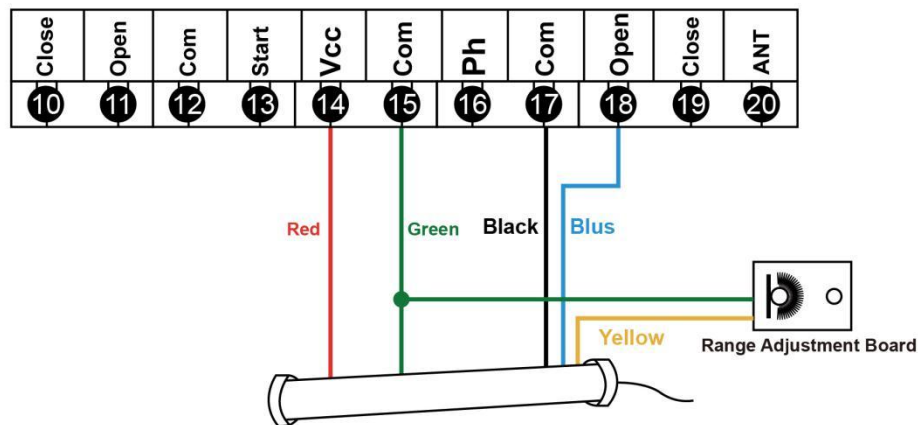 Close Open Com Start Vcc Com Ph Com Open Close ANT
10 11 12 13 14 15 16 17 18 19 20
Red Green Black Blus
Yellow
Range Adjustment Board